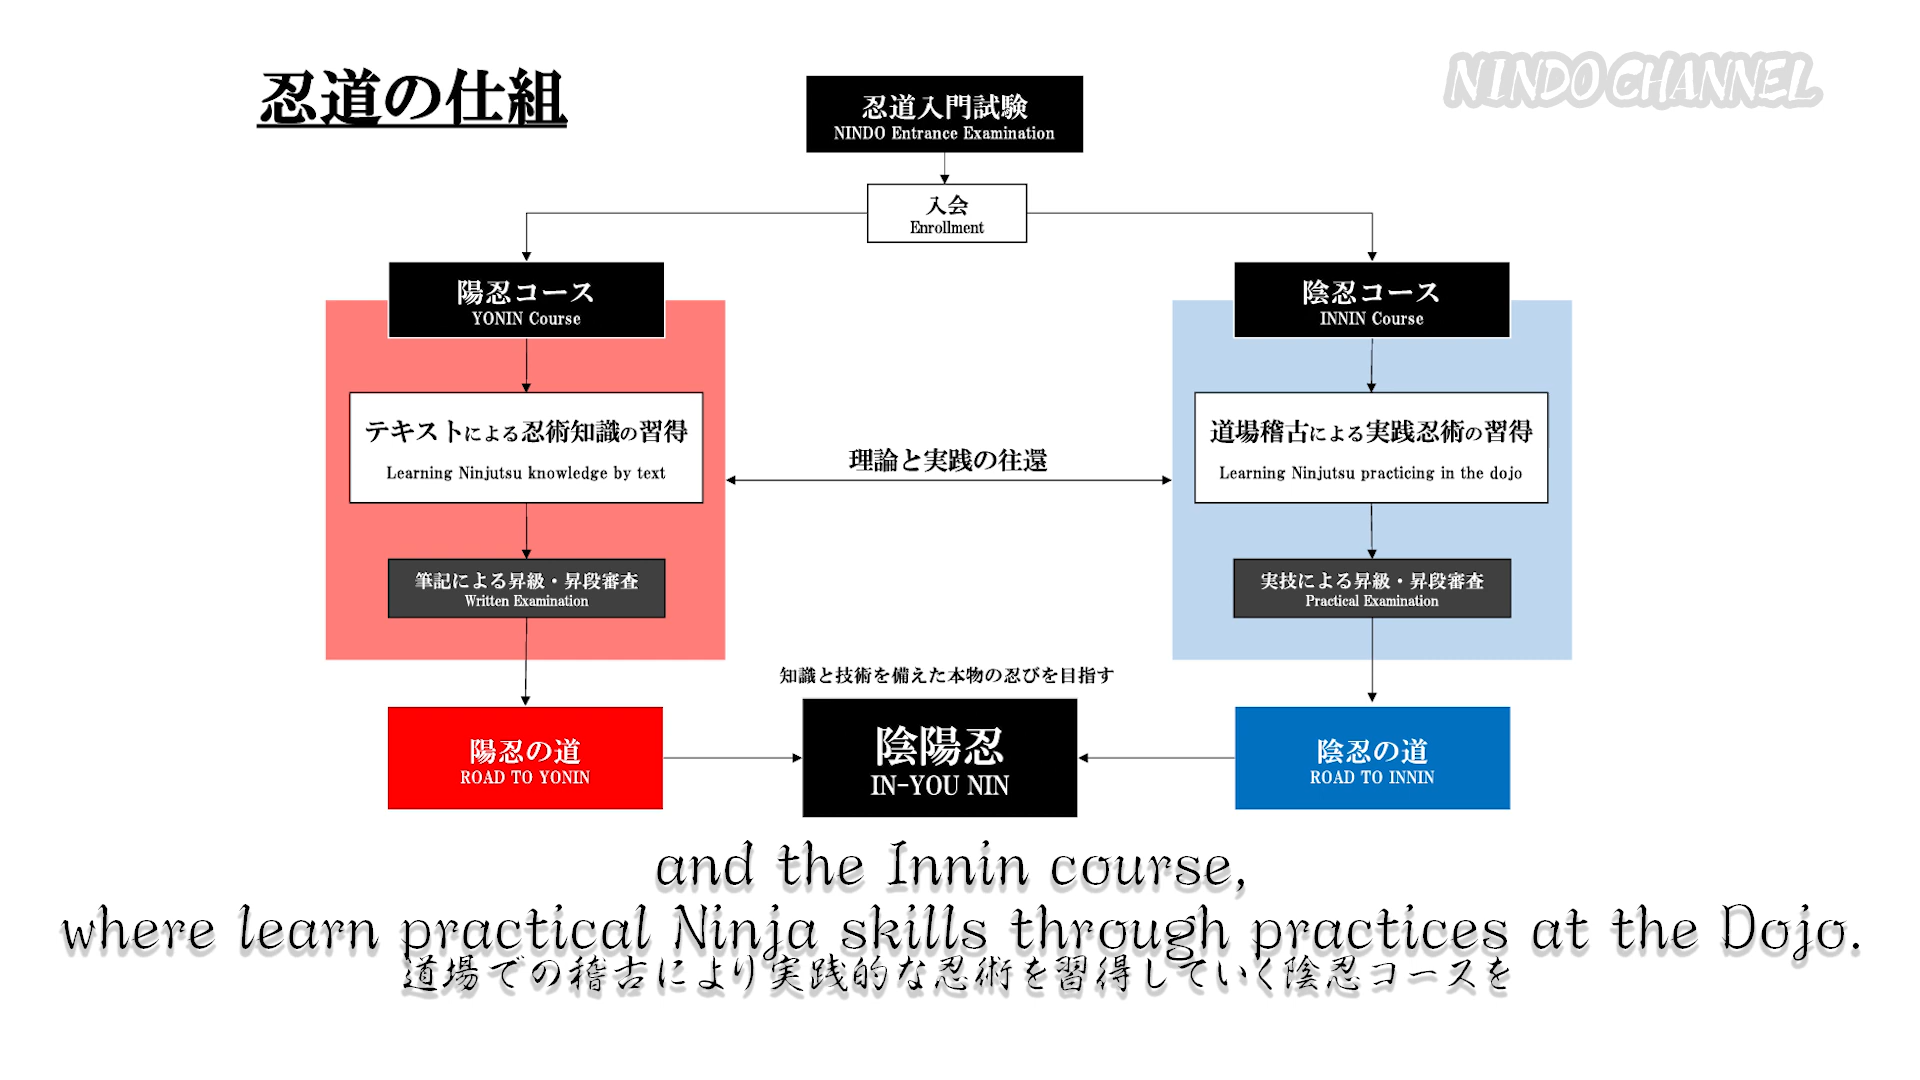 忍道の仕組
NINDO CHANNEL
忍道入門試験
NINDO Entrance Examination
入会
Enrollment
陽忍コース
YONIN Course
陰忍コース
INNIN Course
テキストによる忍術知識の習得
Learning Ninjutsu knowledge by text
理論と実践の往還
道場稽古による実践忍術の習得
Learning Ninjutsu practicing in the dojo
筆記による昇級・昇段審査
Written Examination
実技による昇級・昇段審査
Practical Examination
知識と技術を備えた本物の忍びを目指す
陽忍の道
ROAD TO YONIN
陰陽忍
IN-YOU NIN
陰忍の道
ROAD TO INNIN
and the Innin course,
where learn practical Ninja skills through practices at the Dojo.
道場での稽古により実践的な忍術を習得していく陰忍コースを